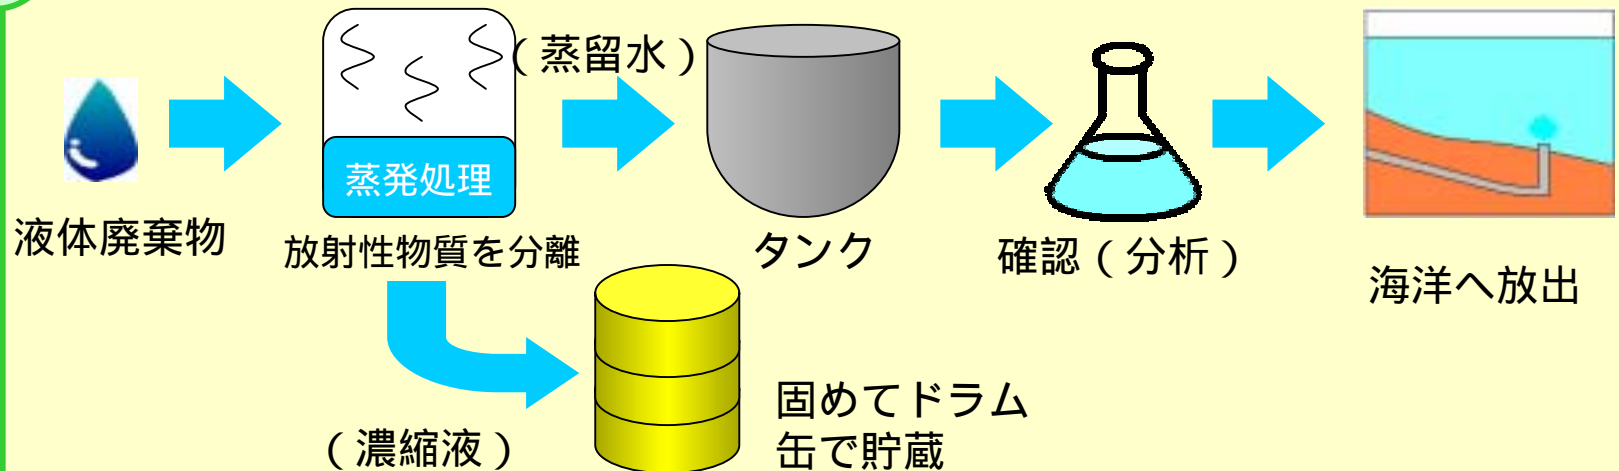 (蒸留水)
蒸発処理
液体廃棄物
放射性物質を分離
タンク
確認(分析)
海洋へ放出
(濃縮液)
固めてドラム
缶で貯蔵